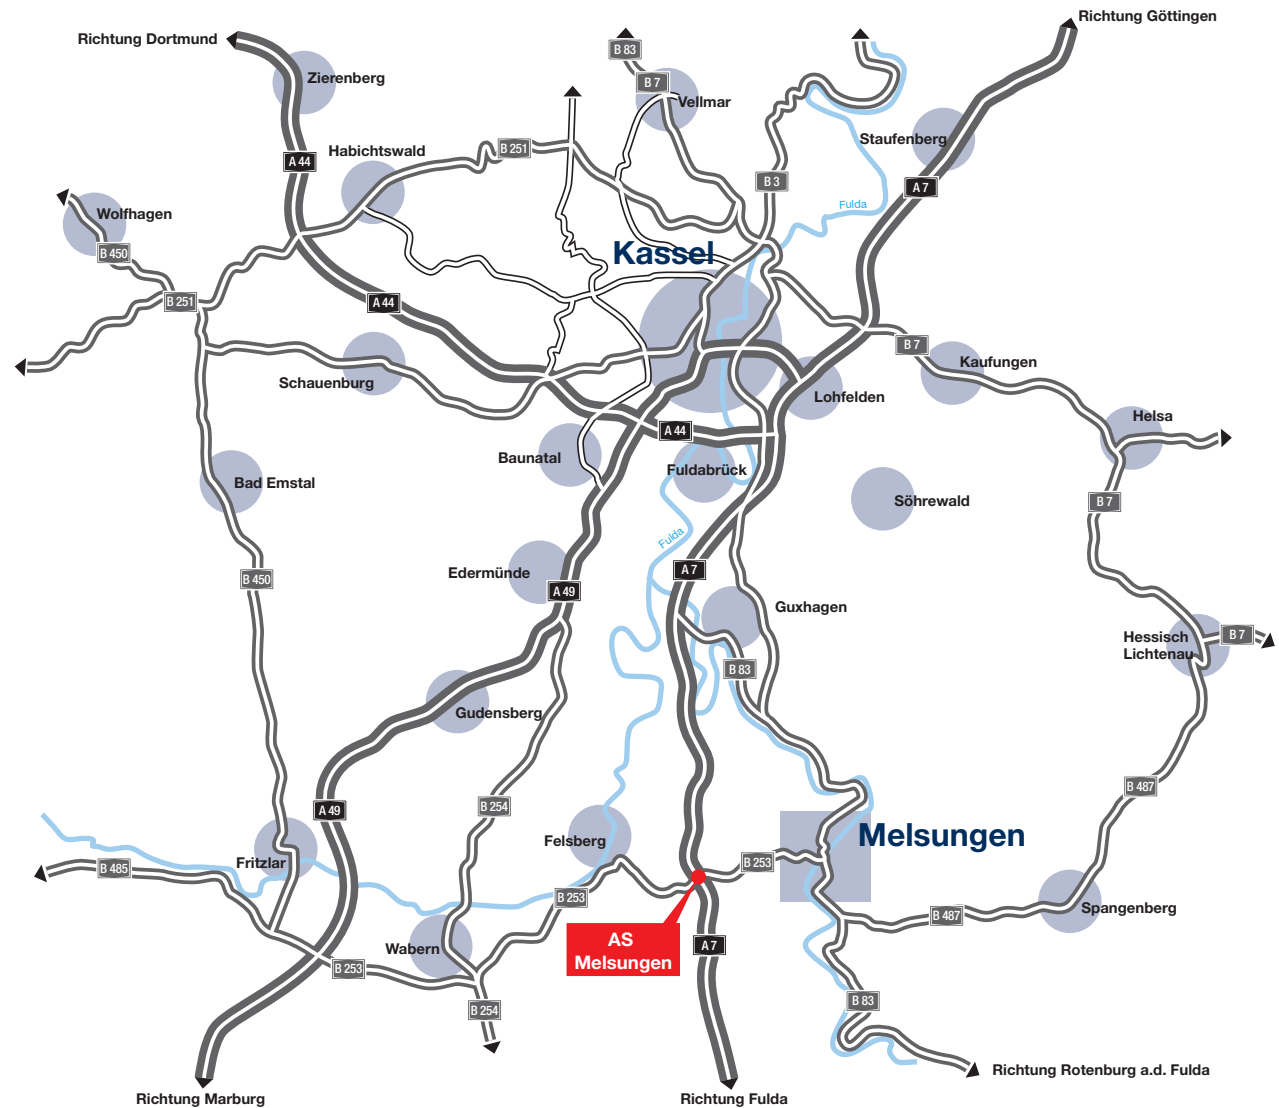 Richtung Göttingen
Richtung Dortmund
B 83
Zierenberg
B 7
Vellmar
Staufenberg
B 251
Habichtswald
A 44
B 3
A 7
Fulda
Wolfhagen
B 450
Kassel
B 251
A 44
B 7
Kaufungen
Schauenburg
Lohfelden
Helsa
A 44
Baunatal
Fuldabrück
Bad Emstal
Söhrewald
B 7
Fulda
Edermünde
A 7
B 450
A 49
Guxhagen
Hessisch
Lichtenau
B 7
B 83
Gudensberg
B 487
A 49
B 254
Melsungen
Felsberg
Fritzlar
B 485
B 253
B 253
Spangenberg
B 487
AS
Melsungen
A 7
Wabern
B 253
B 83
B 254
Richtung Rotenburg a.d. Fulda
Richtung Marburg
Richtung Fulda